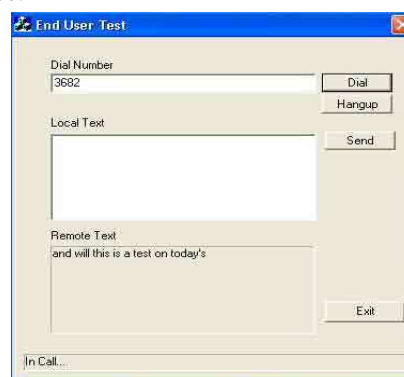 End User Test
Dial Number
3682
Dial
Hangup
Local Text
Send
Remote Text
and will this is a test on today's
Exit
In Call...